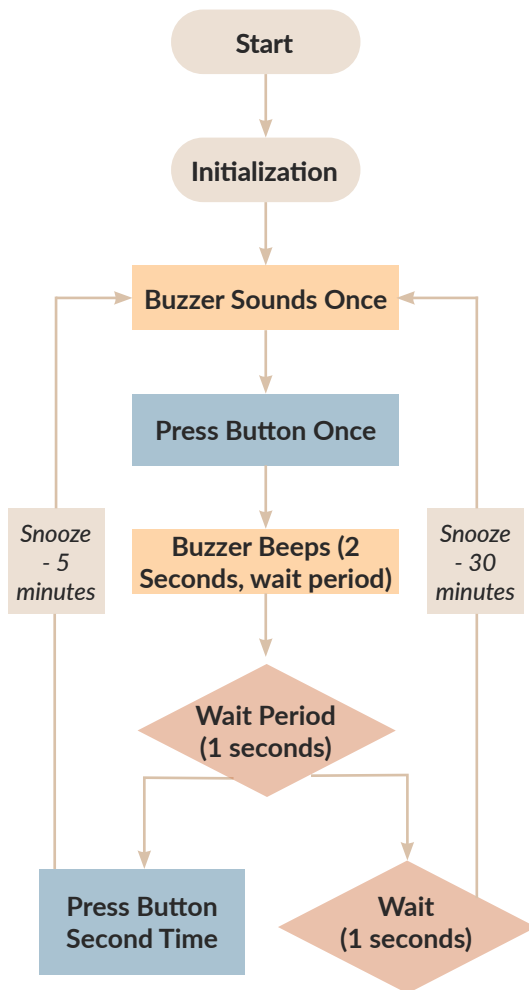 Start
Initialization
Buzzer Sounds Once
Press Button Once
Snooze
- 5
minutes
Snooze
- 30
minutes
Buzzer Beeps (2
Seconds, wait period)
Wait Period
(1 seconds)
Press Button
Second Time
Wait
(1 seconds)